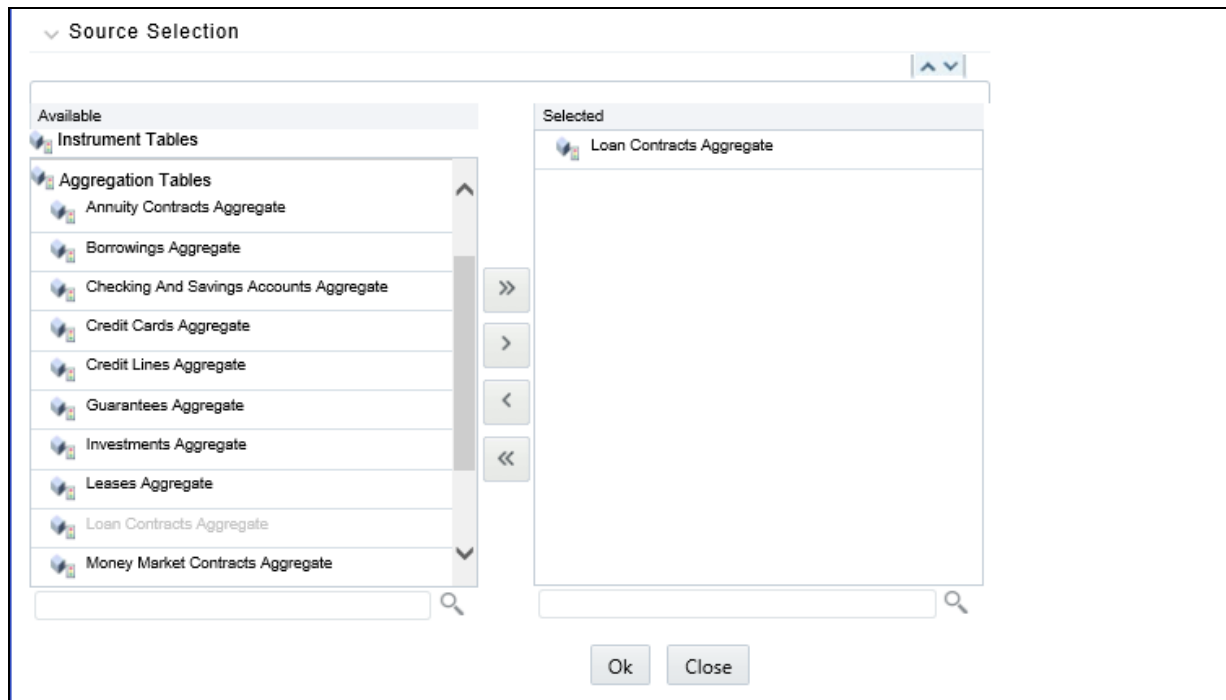 Source Selection
Available
Instrument Tables
Aggregation Tables
Annuity Contracts Aggregate
Borrowings Aggregate
Checking And Savings Accounts Aggregate
Credit Cards Aggregate
Credit Lines Aggregate
Guarantees Aggregate
Investments Aggregate
Leases Aggregate
Loan Contracts Aggregate
Money Market Contracts Aggregate
Selected
Loan Contracts Aggregate
Ok
Close